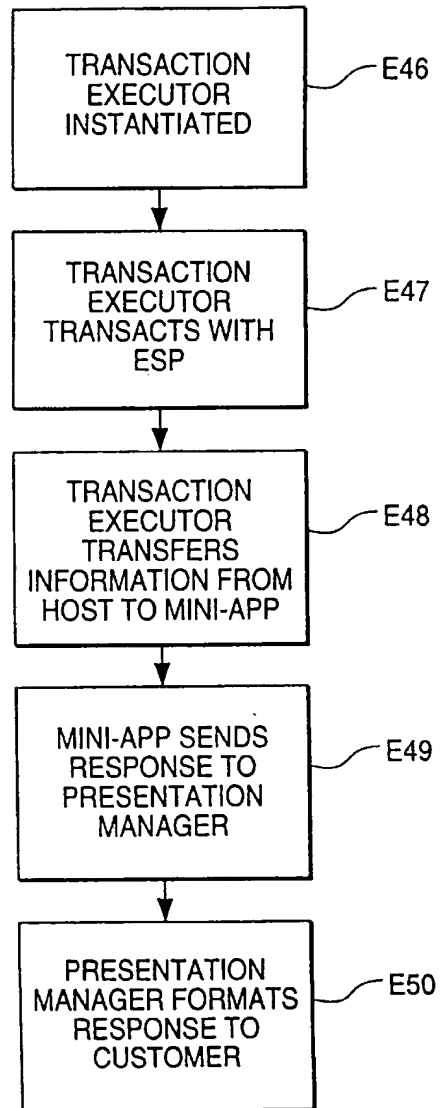 TRANSACTION
EXECUTOR
INSTANTIATED
E46
TRANSACTION
EXECUTOR
TRANSACTS WITH
ESP
E47
TRANSACTION
EXECUTOR
TRANSFERS
INFORMATION FROM
HOST TO MINI-APP
E48
MINI-APP SENDS
RESPONSE TO
PRESENTATION
MANAGER
E49
PRESENTATION
MANAGER FORMATS
RESPONSE TO
CUSTOMER
E50